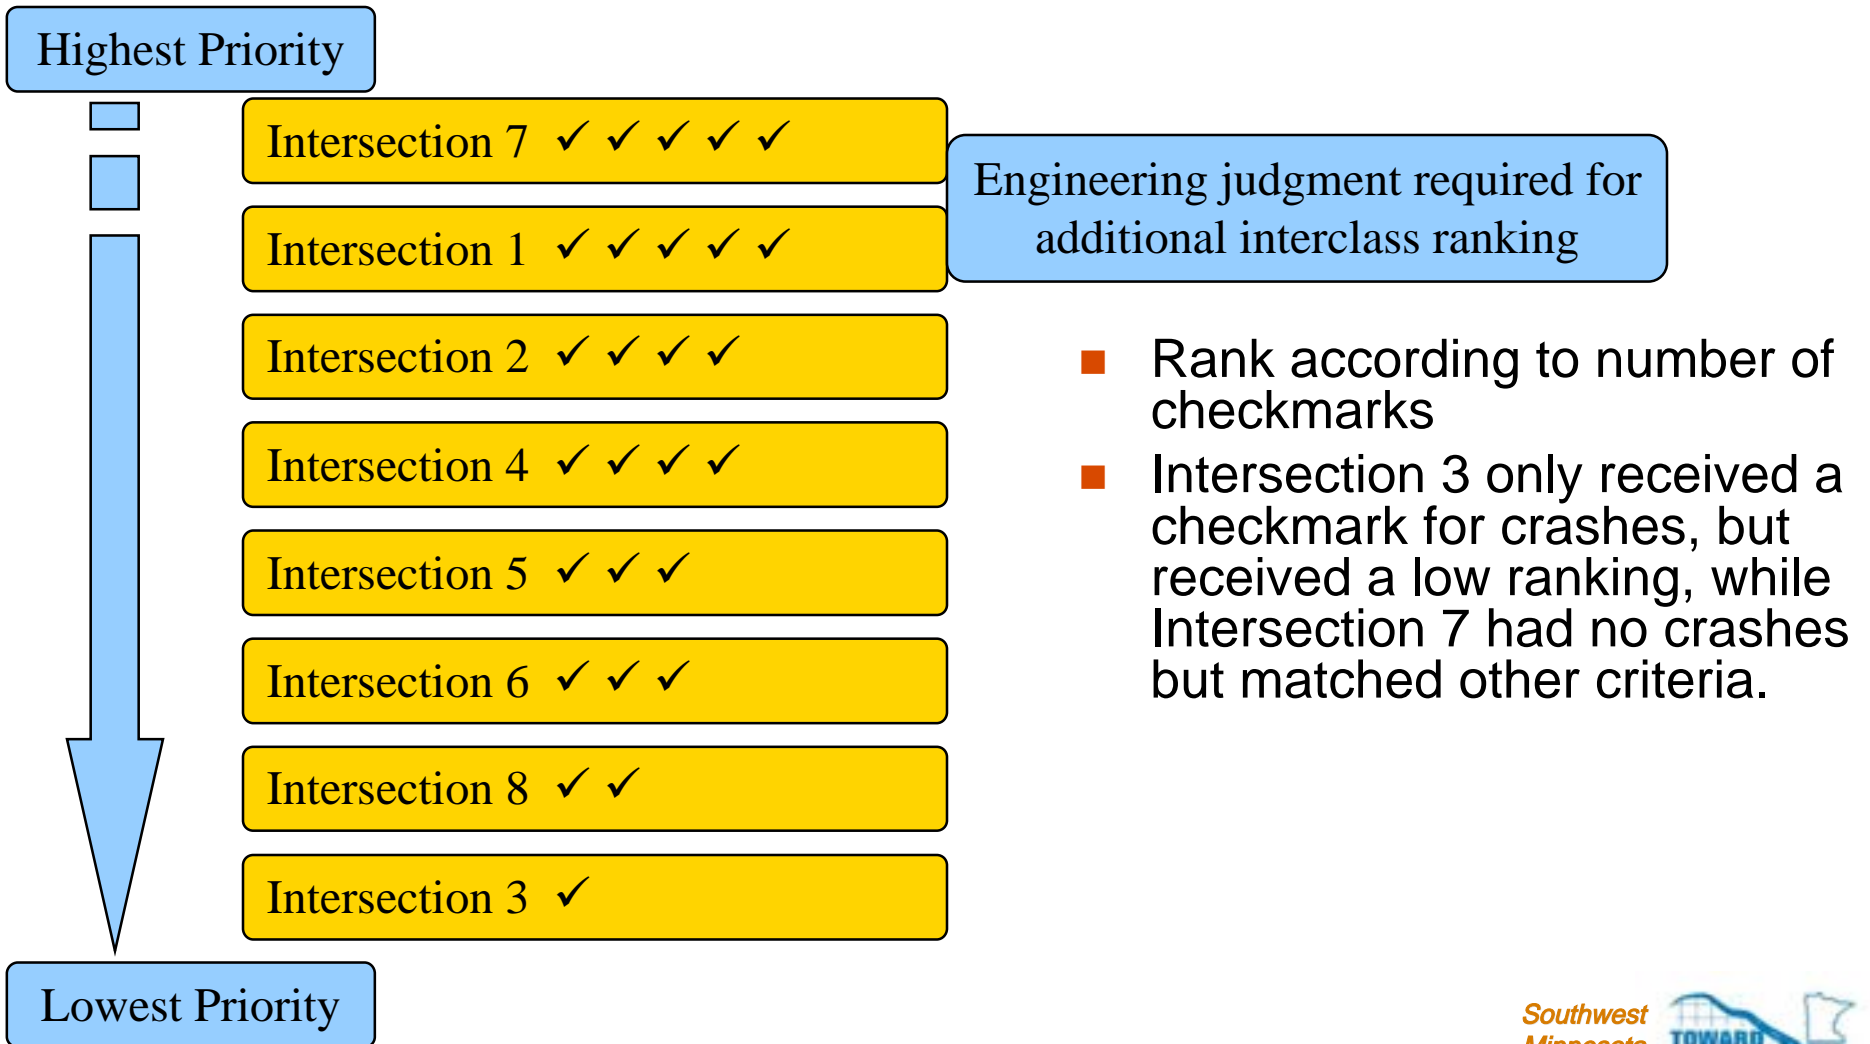 Highest Priority
Intersection 7 ✓ ✓ ✓ ✓ ✓
Engineering judgment required for
additional interclass ranking
Intersection 1 ✓ ✓ ✓ ✓ ✓
Intersection 2 ✓ ✓ ✓ ✓
Intersection 4 ✓ ✓ ✓ ✓
Intersection 5 ✓ ✓ ✓
Intersection 6 ✓ ✓ ✓
Intersection 8 ✓ ✓
Intersection 3 ✓
Lowest Priority
■ Rank according to number of
checkmarks
■ Intersection 3 only received a
checkmark for crashes, but
received a low ranking, while
Intersection 7 had no crashes
but matched other criteria.
Southwest
Minnesota
TOWARD